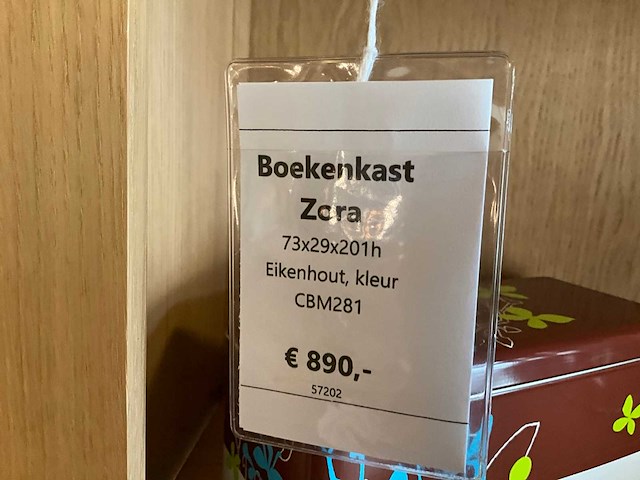 Boekenkast
Zora
73x29x201h
Eikenhout, kleur
CBM281
€ 890,-
57202